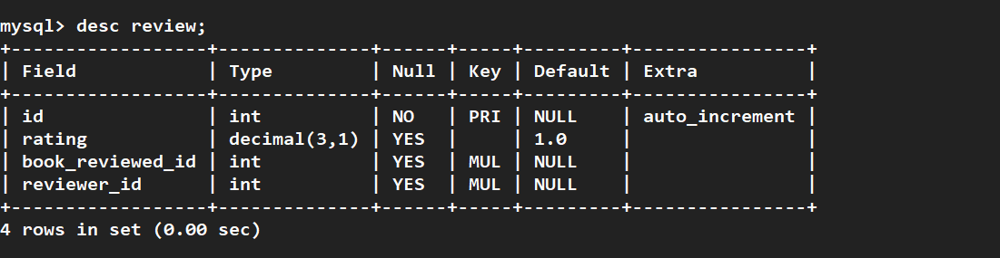 mysql> desc review;
+------------------+--------------+------+-----+---------+----------------+
| Field            | Type         | Null | Key | Default | Extra          |
+------------------+--------------+------+-----+---------+----------------+
| id               | int          | NO   | PRI | NULL    | auto_increment |
| rating           | decimal(3,1) | YES  |     | 1.0     |                |
| book_reviewed_id | int          | YES  | MUL | NULL    |                |
| reviewer_id      | int          | YES  | MUL | NULL    |                |
+------------------+--------------+------+-----+---------+----------------+
4 rows in set (0.00 sec)